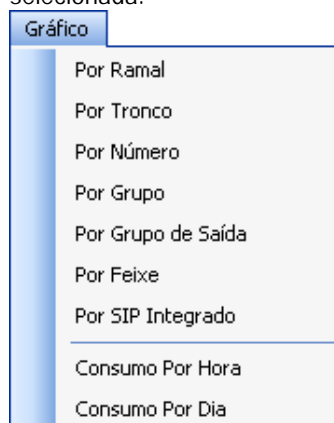 selecionada.
Gráfico
Por Ramal
Por Tronco
Por Número
Por Grupo
Por Grupo de Saída
Por Feixe
Por SIP Integrado
Consumo Por Hora
Consumo Por Dia